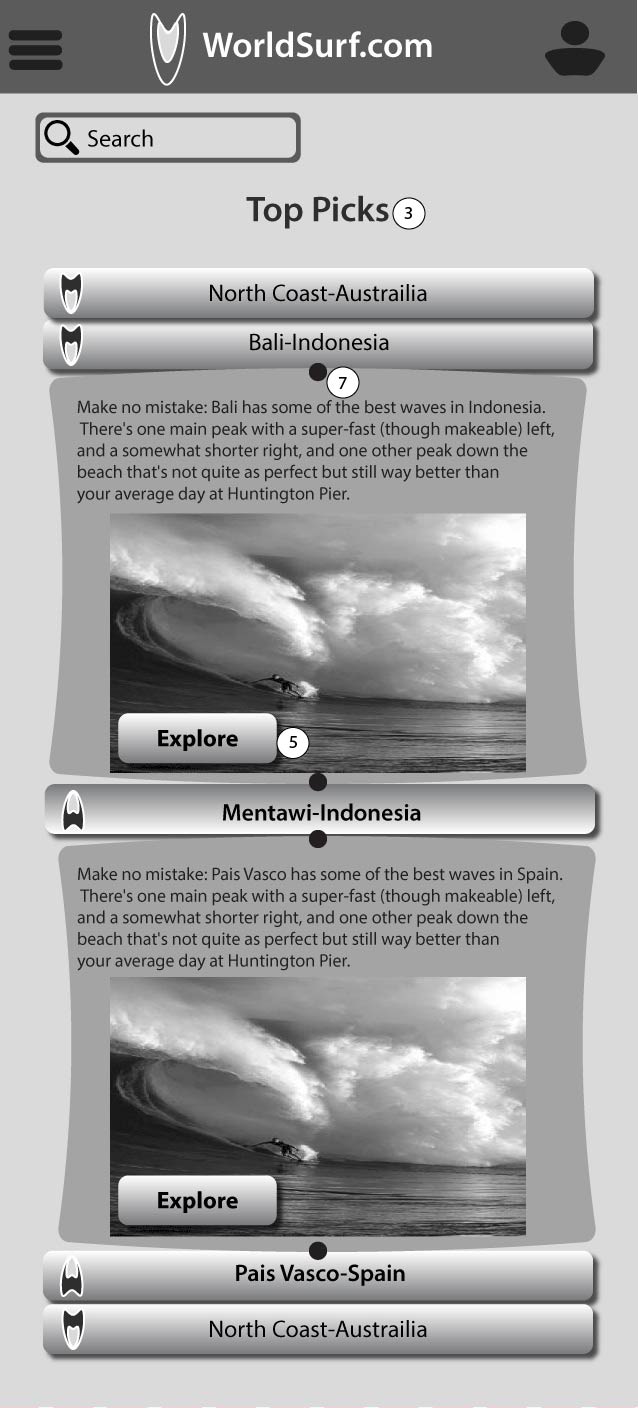 WorldSurf.com
Search
Top Picks 3
North Coast-Austrailia
Bali-Indonesia
7
Make no mistake: Bali has some of the best waves in Indonesia.
There's one main peak with a super-fast (though makeable) left,
and a somewhat shorter right, and one other peak down the
beach that's not quite as perfect but still way better than
your average day at Huntington Pier.
Explore 5
Mentawi-Indonesia
Make no mistake: Pais Vasco has some of the best waves in Spain.
There's one main peak with a super-fast (though makeable) left,
and a somewhat shorter right, and one other peak down the
beach that's not quite as perfect but still way better than
your average day at Huntington Pier.
Explore
Pais Vasco-Spain
North Coast-Austrailia